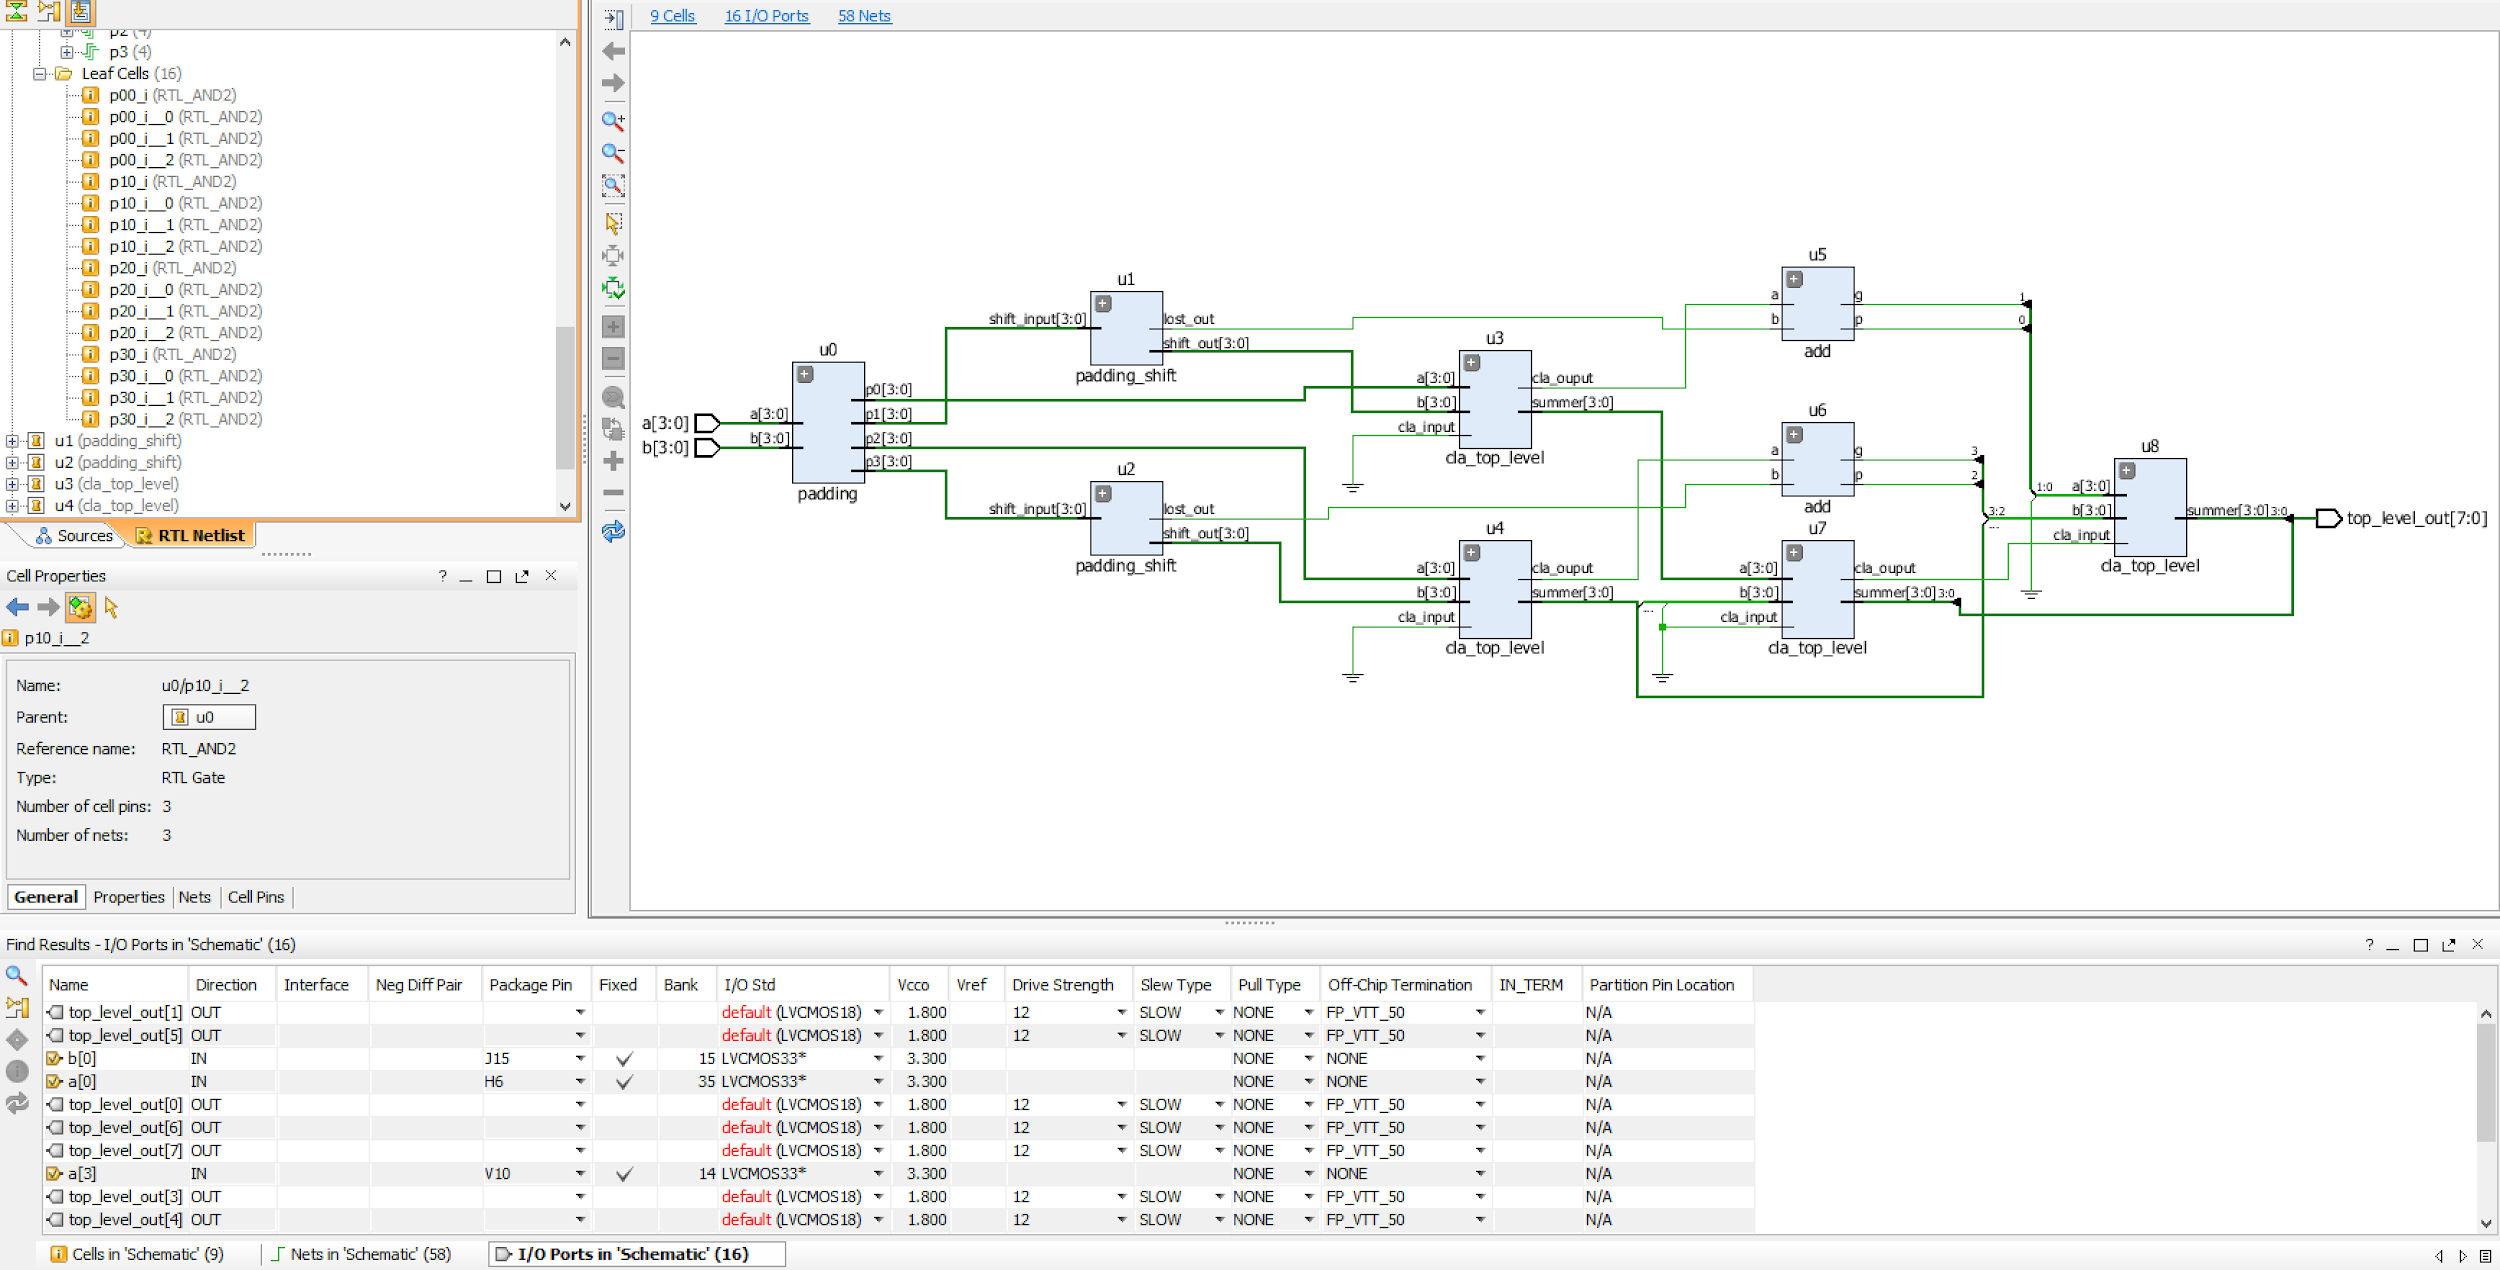 p2 (4)
p3 (4)
Leaf Cells (16)
p00_i (RTL_AND2)
p00_i__0 (RTL_AND2)
p00_i__1 (RTL_AND2)
p00_i__2 (RTL_AND2)
p10_i (RTL_AND2)
p10_i__0 (RTL_AND2)
p10_i__1 (RTL_AND2)
p10_i__2 (RTL_AND2)
p20_i (RTL_AND2)
p20_i__0 (RTL_AND2)
p20_i__1 (RTL_AND2)
p20_i__2 (RTL_AND2)
p30_i (RTL_AND2)
p30_i__0 (RTL_AND2)
p30_i__1 (RTL_AND2)
p30_i__2 (RTL_AND2)
u1 (padding_shift)
u2 (padding_shift)
u3 (cla_top_level)
u4 (cla_top_level)
Sources RTL Netlist
Cell Properties
p10_i__2
Name: u0/p10_i__2
Parent: u0
Reference name: RTL_AND2
Type: RTL Gate
Number of cell pins: 3
Number of nets: 3
General Properties Nets Cell Pins
9 Cells 16 I/O Ports 58 Nets
a[3:0]
b[3:0]
u0
a[3:0]
b[3:0]
p0[3:0]
p1[3:0]
p2[3:0]
p3[3:0]
padding
u1
shift_input[3:0]
lost_out
shift_out[3:0]
padding_shift
u2
shift_input[3:0]
lost_out
shift_out[3:0]
padding_shift
u3
a[3:0]
b[3:0]
cla_input
cla_ouput
summer[3:0]
cla_top_level
u4
a[3:0]
b[3:0]
cla_input
cla_ouput
summer[3:0]
cla_top_level
...
u5
a
b
g
p
1
0
add
u6
a
b
g
p
3
2
add
u7
a[3:0]
b[3:0]
cla_input
cla_ouput
summer[3:0] 3:0
cla_top_level
u8
1:0
a[3:0]
3:2
...
b[3:0]
cla_input
summer[3:0] 3:0
cla_top_level
top_level_out[7:0]
Find Results - I/O Ports in 'Schematic' (16)
Name Direction Interface Neg Diff Pair Package Pin Fixed Bank I/O Std Vcco Vref Drive Strength Slew Type Pull Type Off-Chip Termination IN_TERM Partition Pin Location
top_level_out[1] OUT default (LVCMOS18) 1.800 12 SLOW NONE FP_VTT_50 N/A
top_level_out[5] OUT default (LVCMOS18) 1.800 12 SLOW NONE FP_VTT_50 N/A
b[0] IN J15 15 LVCMOS33* 3.300 NONE NONE N/A
a[0] IN H6 35 LVCMOS33* 3.300 NONE NONE N/A
top_level_out[0] OUT default (LVCMOS18) 1.800 12 SLOW NONE FP_VTT_50 N/A
top_level_out[6] OUT default (LVCMOS18) 1.800 12 SLOW NONE FP_VTT_50 N/A
top_level_out[7] OUT default (LVCMOS18) 1.800 12 SLOW NONE FP_VTT_50 N/A
a[3] IN V10 14 LVCMOS33* 3.300 NONE NONE N/A
top_level_out[3] OUT default (LVCMOS18) 1.800 12 SLOW NONE FP_VTT_50 N/A
top_level_out[4] OUT default (LVCMOS18) 1.800 12 SLOW NONE FP_VTT_50 N/A
Cells in 'Schematic' (9) Nets in 'Schematic' (58) I/O Ports in 'Schematic' (16)